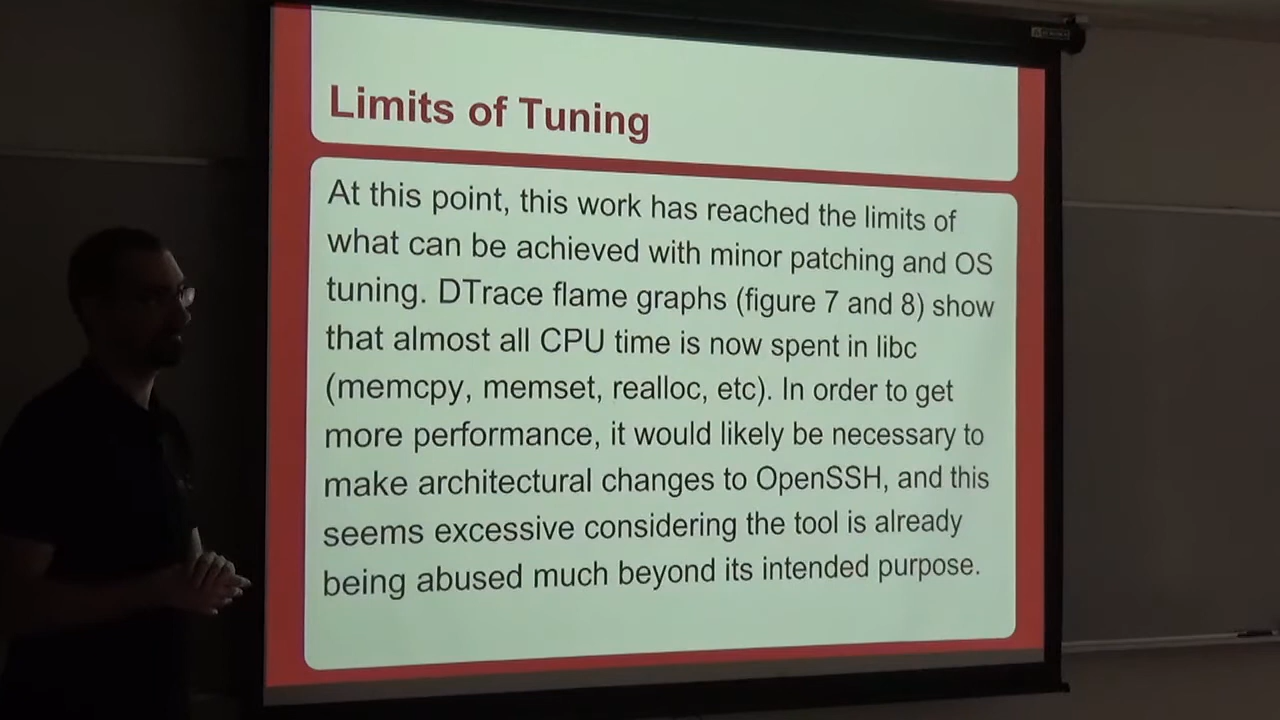 Limits of Tuning
At this point, this work has reached the limits of
what can be achieved with minor patching and OS
tuning. DTrace flame graphs (figure 7 and 8) show
that almost all CPU time is now spent in libc
(memcpy, memset, realloc, etc). In order to get
more performance, it would likely be necessary to
make architectural changes to OpenSSH, and this
seems excessive considering the tool is already
being abused much beyond its intended purpose.